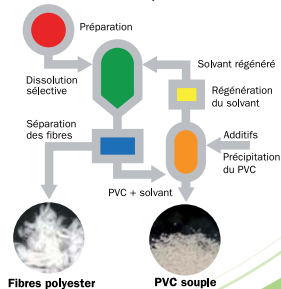 Préparation
Solvant régénéré
Dissolution
sélective
Régénération
du solvant
Séparation
des fibres
Additifs
Précipitation
du PVC
PVC + solvant
Fibres polyester
PVC souple